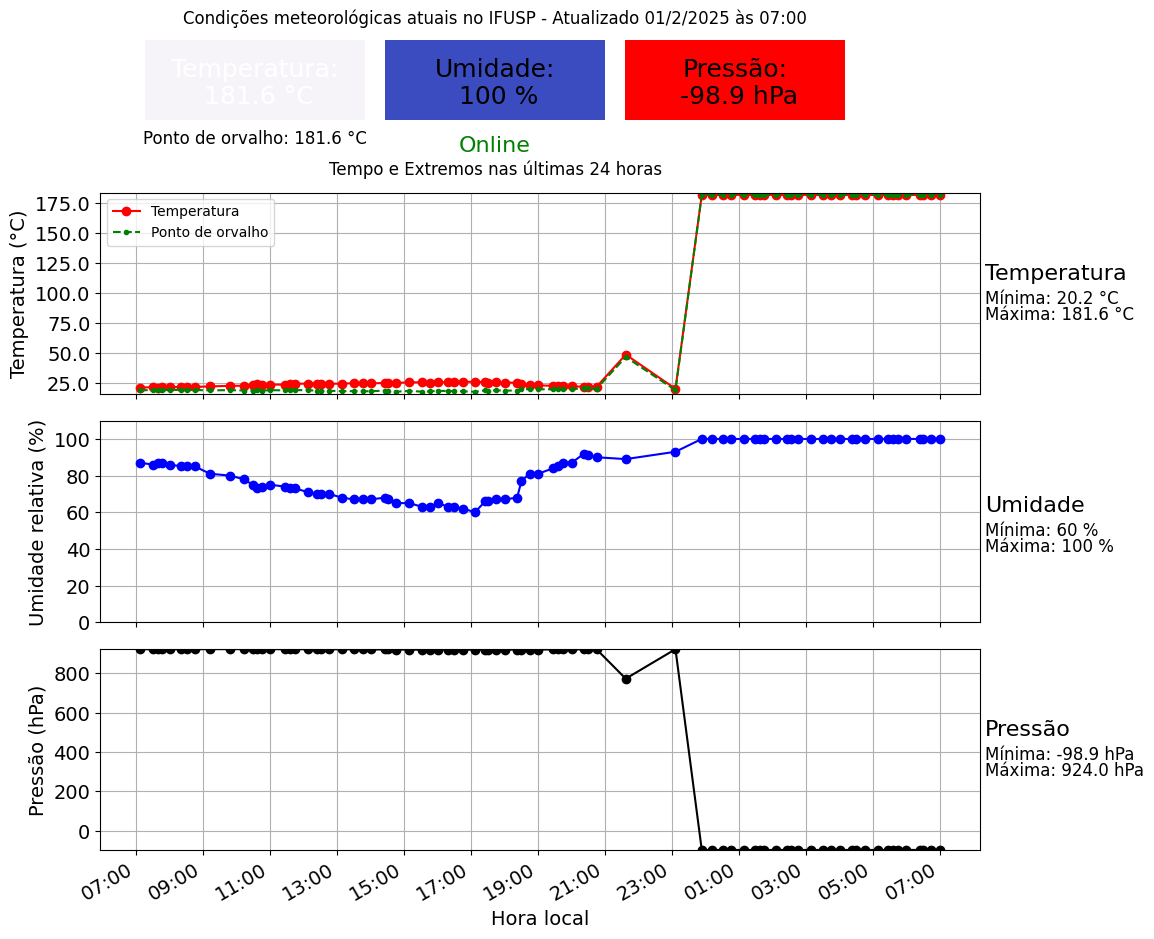 Condições meteorológicas atuais no IFUSP - Atualizado 01/2/2025 às 07:00
Temperatura:
181.6 °C
Umidade:
100 %
Pressão:
-98.9 hPa
Ponto de orvalho: 181.6 °C
Online
Tempo e Extremos nas últimas 24 horas
Temperatura (°C)
175.0
150.0
125.0
100.0
75.0
50.0
25.0
Temperatura
Ponto de orvalho
Temperatura
Mínima: 20.2 °C
Máxima: 181.6 °C
Umidade relativa (%)
100
80
60
40
20
0
Umidade
Mínima: 60 %
Máxima: 100 %
Pressão (hPa)
800
600
400
200
0
Pressão
Mínima: -98.9 hPa
Máxima: 924.0 hPa
07:00 09:00 11:00 13:00 15:00 17:00 19:00 21:00 23:00 01:00 03:00 05:00 07:00
Hora local